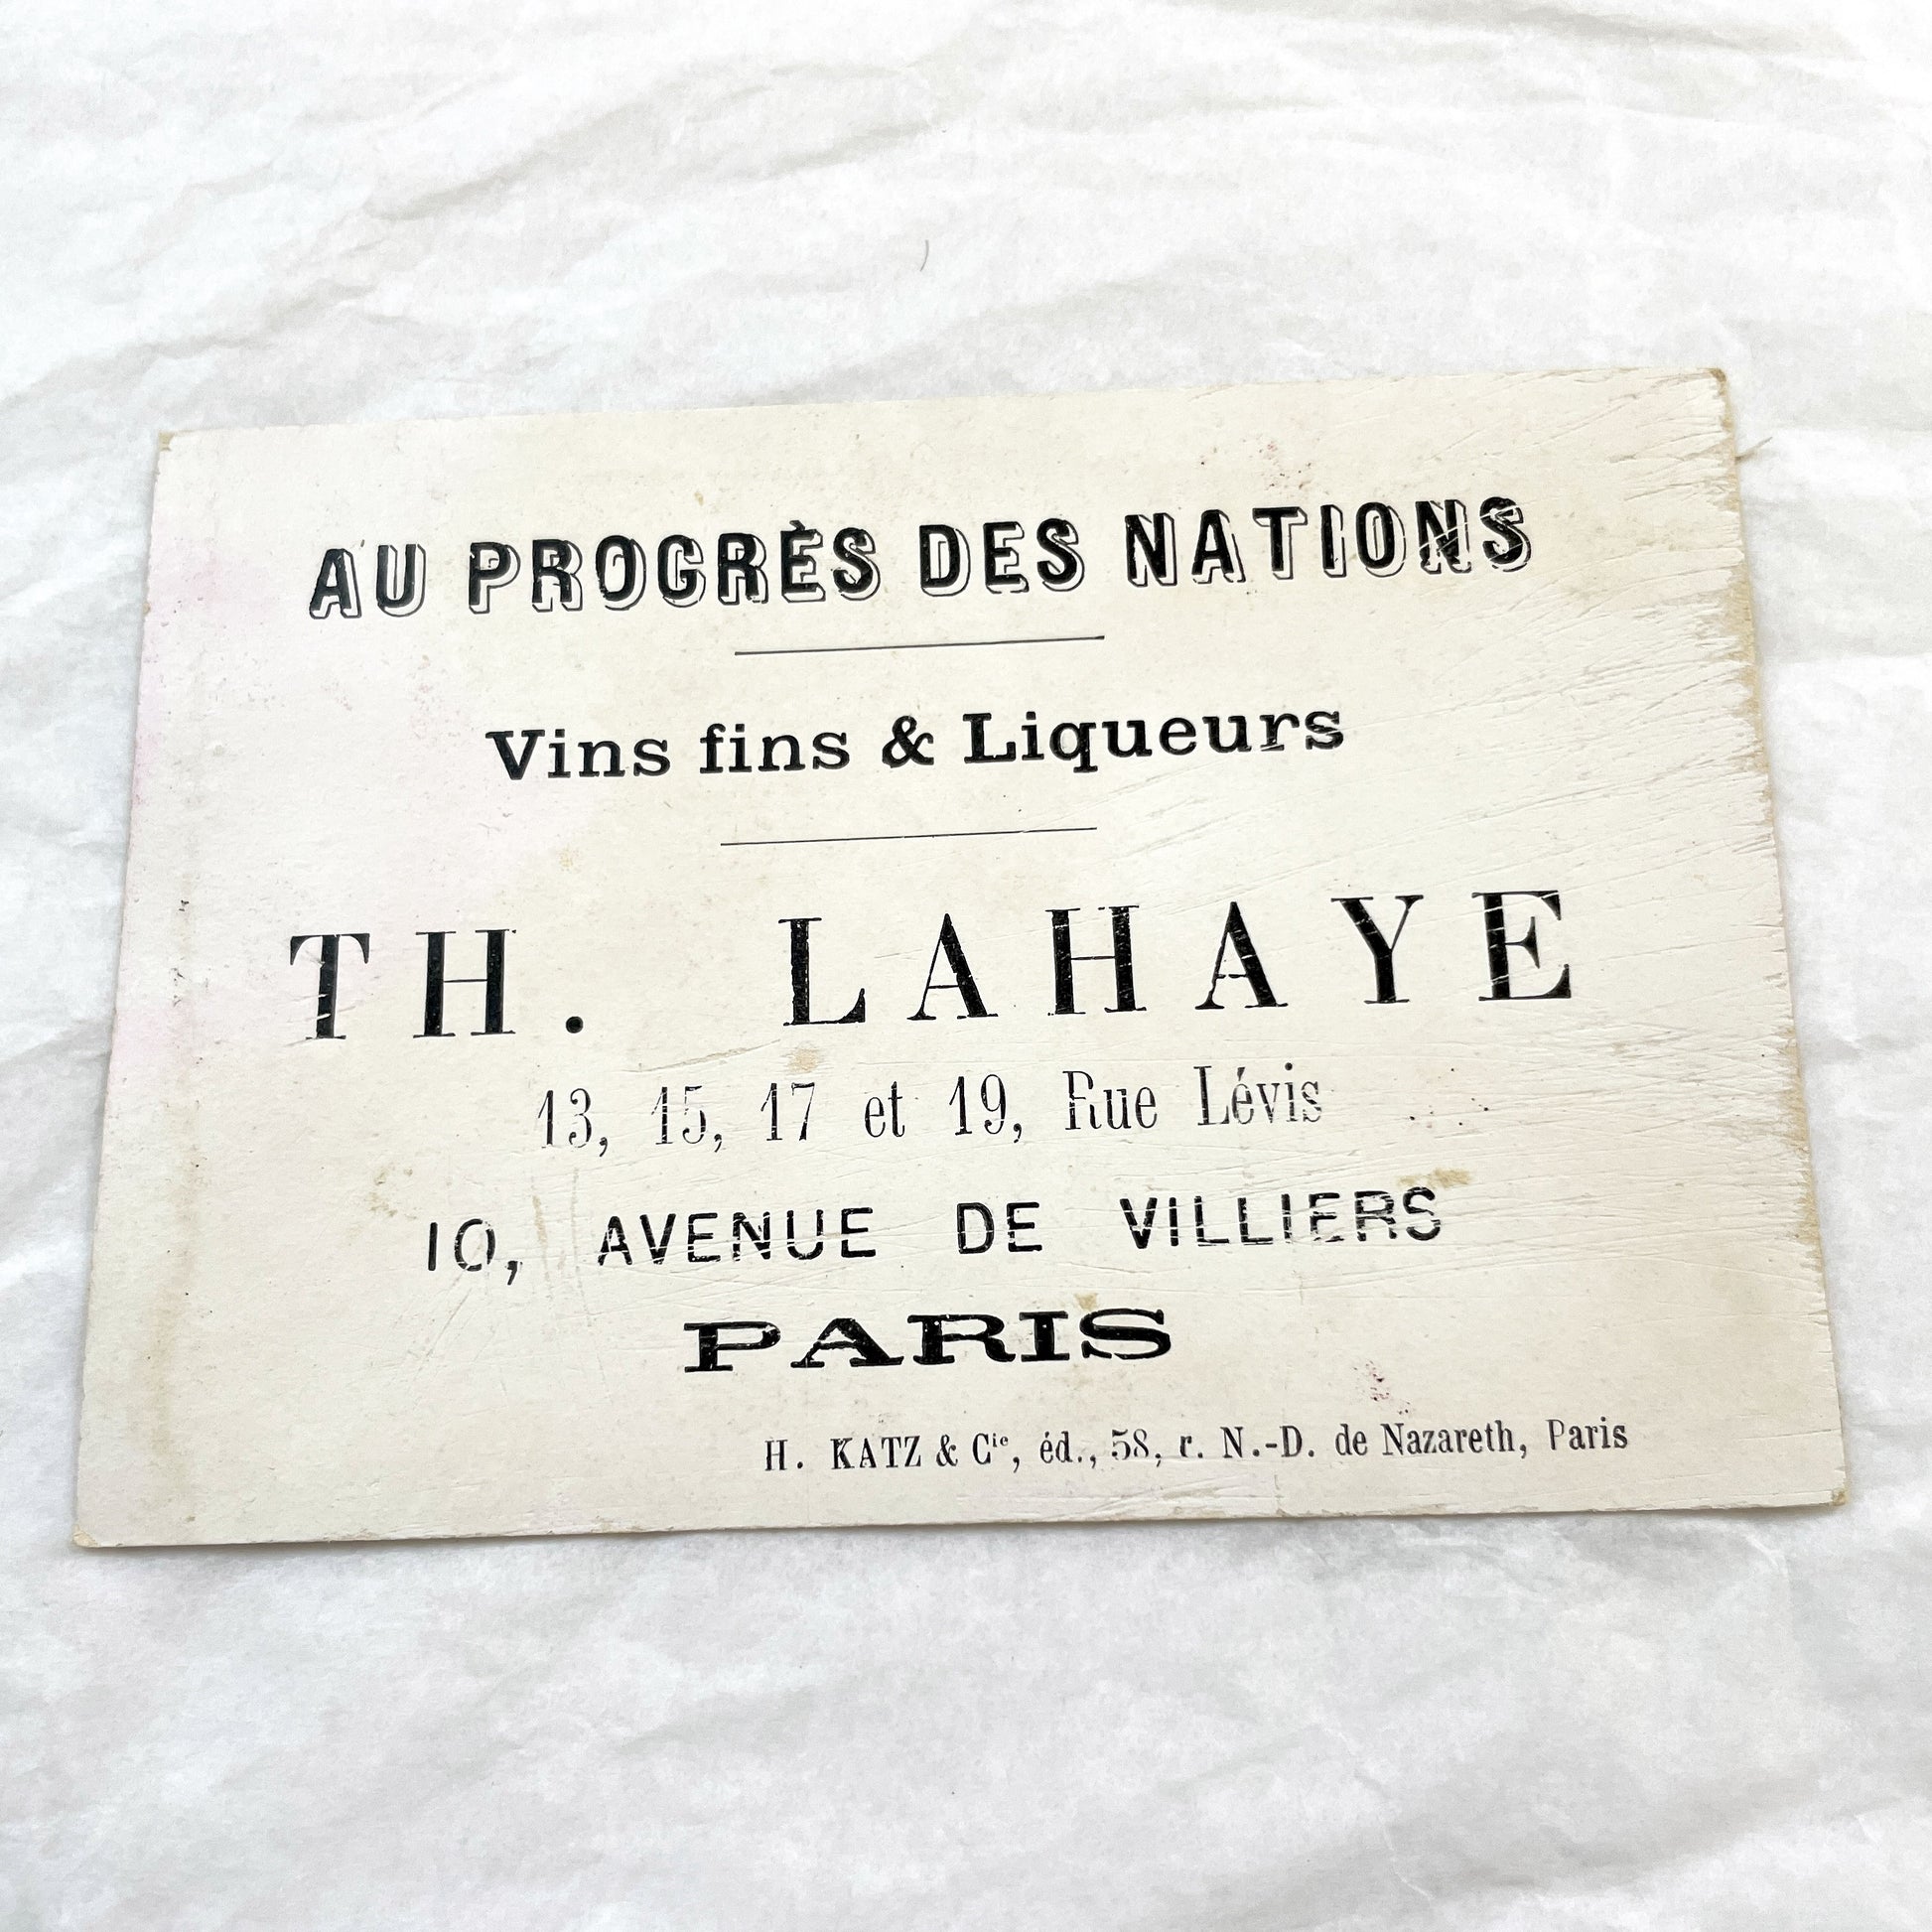 AU PROGRÈS DES NATIONS
Vins fins & Liqueurs
TH. LAHAYE
13, 15, 17 et 19, Rue Lévis
10, AVENUE DE VILLIERS
PARIS
H. KATZ & Cie, éd., 58, r. N.-D. de Nazareth, Paris